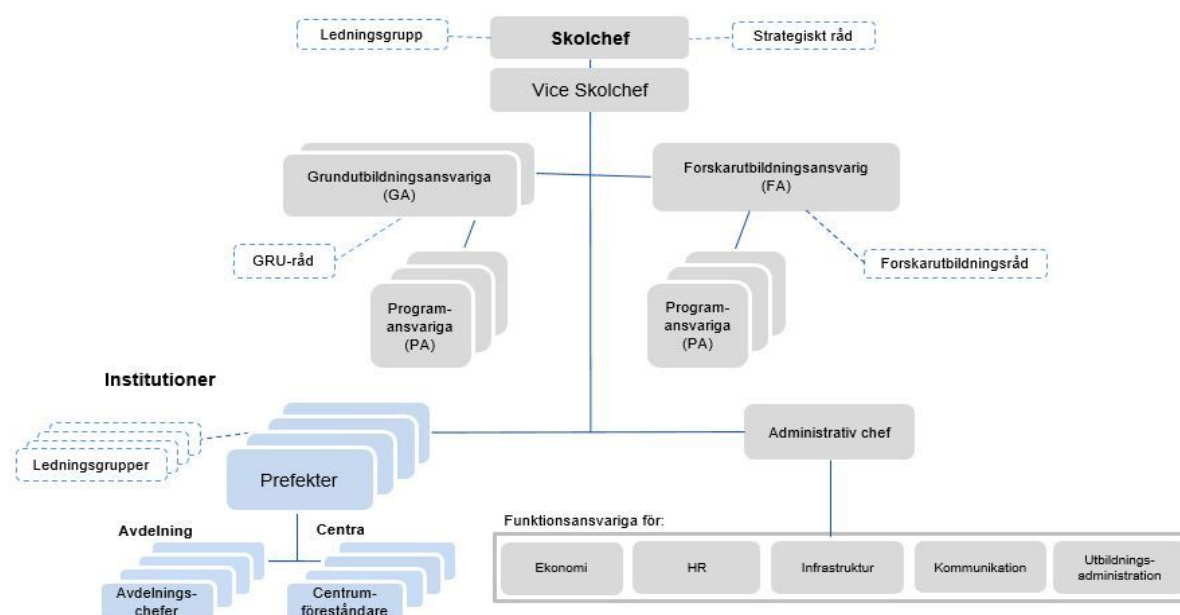 Ledningsgrupp
Skolchef
Strategiskt råd
Vice Skolchef
Grundutbildningsansvariga
(GA)
Forskarutbildningsansvarig
(FA)
GRU-råd
Forskarutbildningsråd
Program-
ansvariga
(PA)
Program-
ansvariga
(PA)
Institutioner
Ledningsgrupper
Prefekter
Administrativ chef
Avdelning
Centra
Avdelnings-
chefer
Centrum-
föreståndare
Funktionsansvariga för:
Ekonomi
HR
Infrastruktur
Kommunikation
Utbildnings-
administration